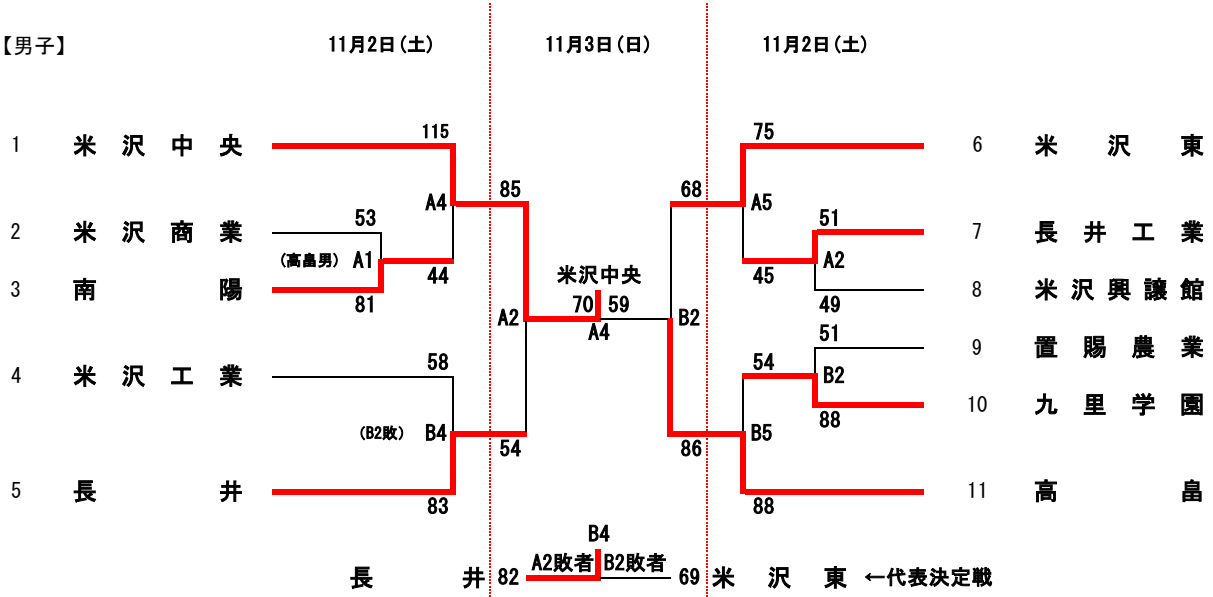 【男子】 11月2日(土) 11月3日(日) 11月2日(土)
115 75
1 米沢中央 6 米沢東
85 68
A4 A5
53 51
2 米沢商業 7 長井工業
(高畠男) A1 A2
44 米沢中央 45
3 南陽 8 米沢興譲館
81 70 59 49
A2 A4 B2
51
9 置賜農業
58 54
4 米沢工業 B2
10 九里学園
88
(B2敗) B4 B5
54 86
5 長井 11 高畠
83 88
B4
A2敗者 B2敗者
長井 82 69 米沢東 ←代表決定戦